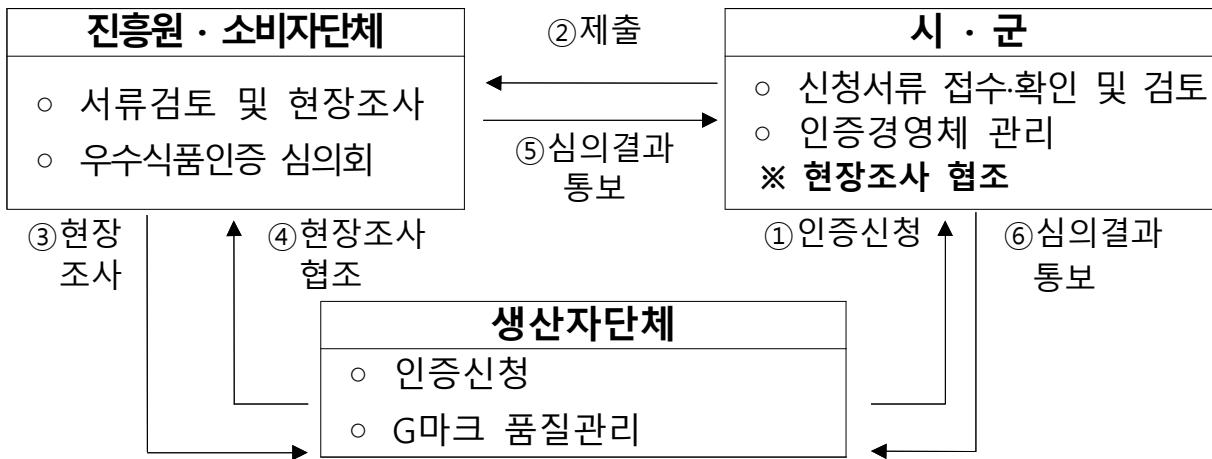 진흥원 · 소비자단체
○ 서류검토 및 현장조사
○ 우수식품인증 심의회
②제출
⑤심의결과
통보
시 · 군
○ 신청서류 접수·확인 및 검토
○ 인증경영체 관리
※ 현장조사 협조
③현장
조사
④현장조사
협조
①인증신청
⑥심의결과
통보
생산자단체
○ 인증신청
○ G마크 품질관리